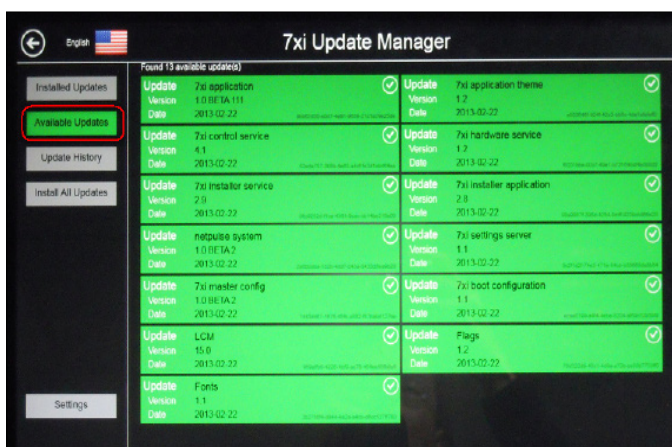 English
7xi Update Manager
Found 13 available update(s)
Installed Updates
Available Updates
Update History
Install All Updates
Settings
Update 7xi application
Version 1.0 BETA 111
Date 2013-02-22
Update 7xi application theme
Version 1.2
Date 2013-02-22
Update 7xi control service
Version 4.1
Date 2013-02-22
Update 7xi hardware service
Version 1.2
Date 2013-02-22
Update 7xi installer service
Version 2.9
Date 2013-02-22
Update 7xi installer application
Version 2.8
Date 2013-02-22
Update netpulse system
Version 1.0 BETA 2
Date 2013-02-22
Update 7xi settings server
Version 1.1
Date 2013-02-22
Update 7xi master config
Version 1.0 BETA 2
Date 2013-02-22
Update 7xi boot configuration
Version 1.1
Date 2013-02-22
Update LCM
Version 15.0
Date 2013-02-22
Update Flags
Version 1.2
Date 2013-02-22
Update Fonts
Version 1.1
Date 2013-02-22